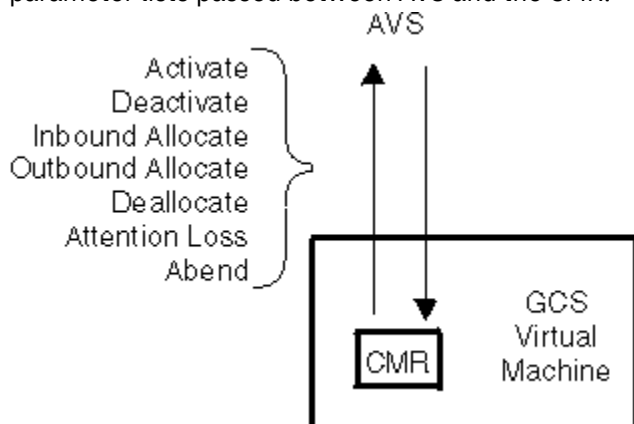 parameter lists passed between AVS and the CMR.
AVS
Activate
Deactivate
Inbound Allocate
Outbound Allocate
Deallocate
Attention Loss
Abend
GCS
Virtual
Machine
CMR